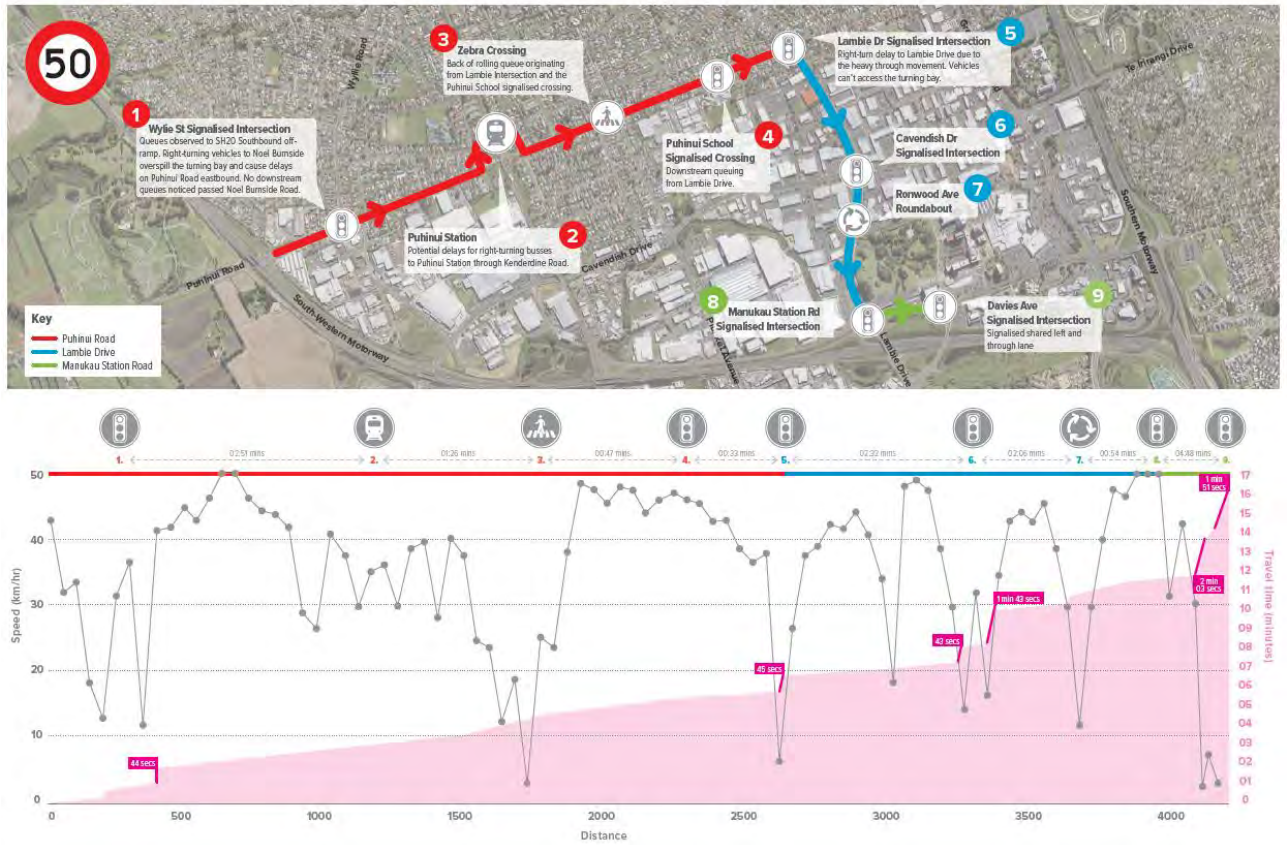 50
3
Zebra Crossing
Back of rolling queue originating
from Lambie Intersection and the
Puhinui School signalised crossing.
Lambie Dr Signalised Intersection
5
Right-turn delay to Lambie Drive due to
the heavy through movement. Vehicles
can't access the turning bay.
Te Irirangi Drive
Wyllie Road
1
Wylie St Signalised Intersection
Queues observed to SH20 Southbound off-
ramp. Right-turning vehicles to Noel Burnside
overspill the turning bay and cause delays
on Puhinui Road eastbound. No downstream
queues noticed passed Noel Burnside Road.
Puhinui School
Signalised Crossing
4
Downstream queuing
from Lambie Drive.
Cavendish Dr
Signalised Intersection
6
Ronwood Ave
Roundabout
7
Puhinui Station
2
Potential delays for right-turning busses
to Puhinui Station through Kenderdine Road.
Cavendish Drive
Southern Motorway
Puhinui Road
South-Western Motorway
8
Manukau Station Rd
Signalised Intersection
Lambie Drive
Davies Ave
Signalised Intersection
9
Signalised shared left and
through lane
Key
Puhinui Road
Lambie Drive
Manukau Station Road
1. 02:51 mins 2. 01:26 mins 3. 00:47 mins 4. 00:33 mins 5. 02:32 mins 6. 02:06 mins 7. 00:54 mins 8. 04:48 mins 9.
50
40
30
20
10
0
Speed (km/hr)
44 secs
45 secs
43 secs
1 min 43 secs
2 min
03 secs
1 min
51 secs
17
16
15
14
13
12
11
10
09
08
07
06
05
04
03
02
01
0
Travel time (minutes)
0 500 1000 1500 2000 2500 3000 3500 4000
Distance